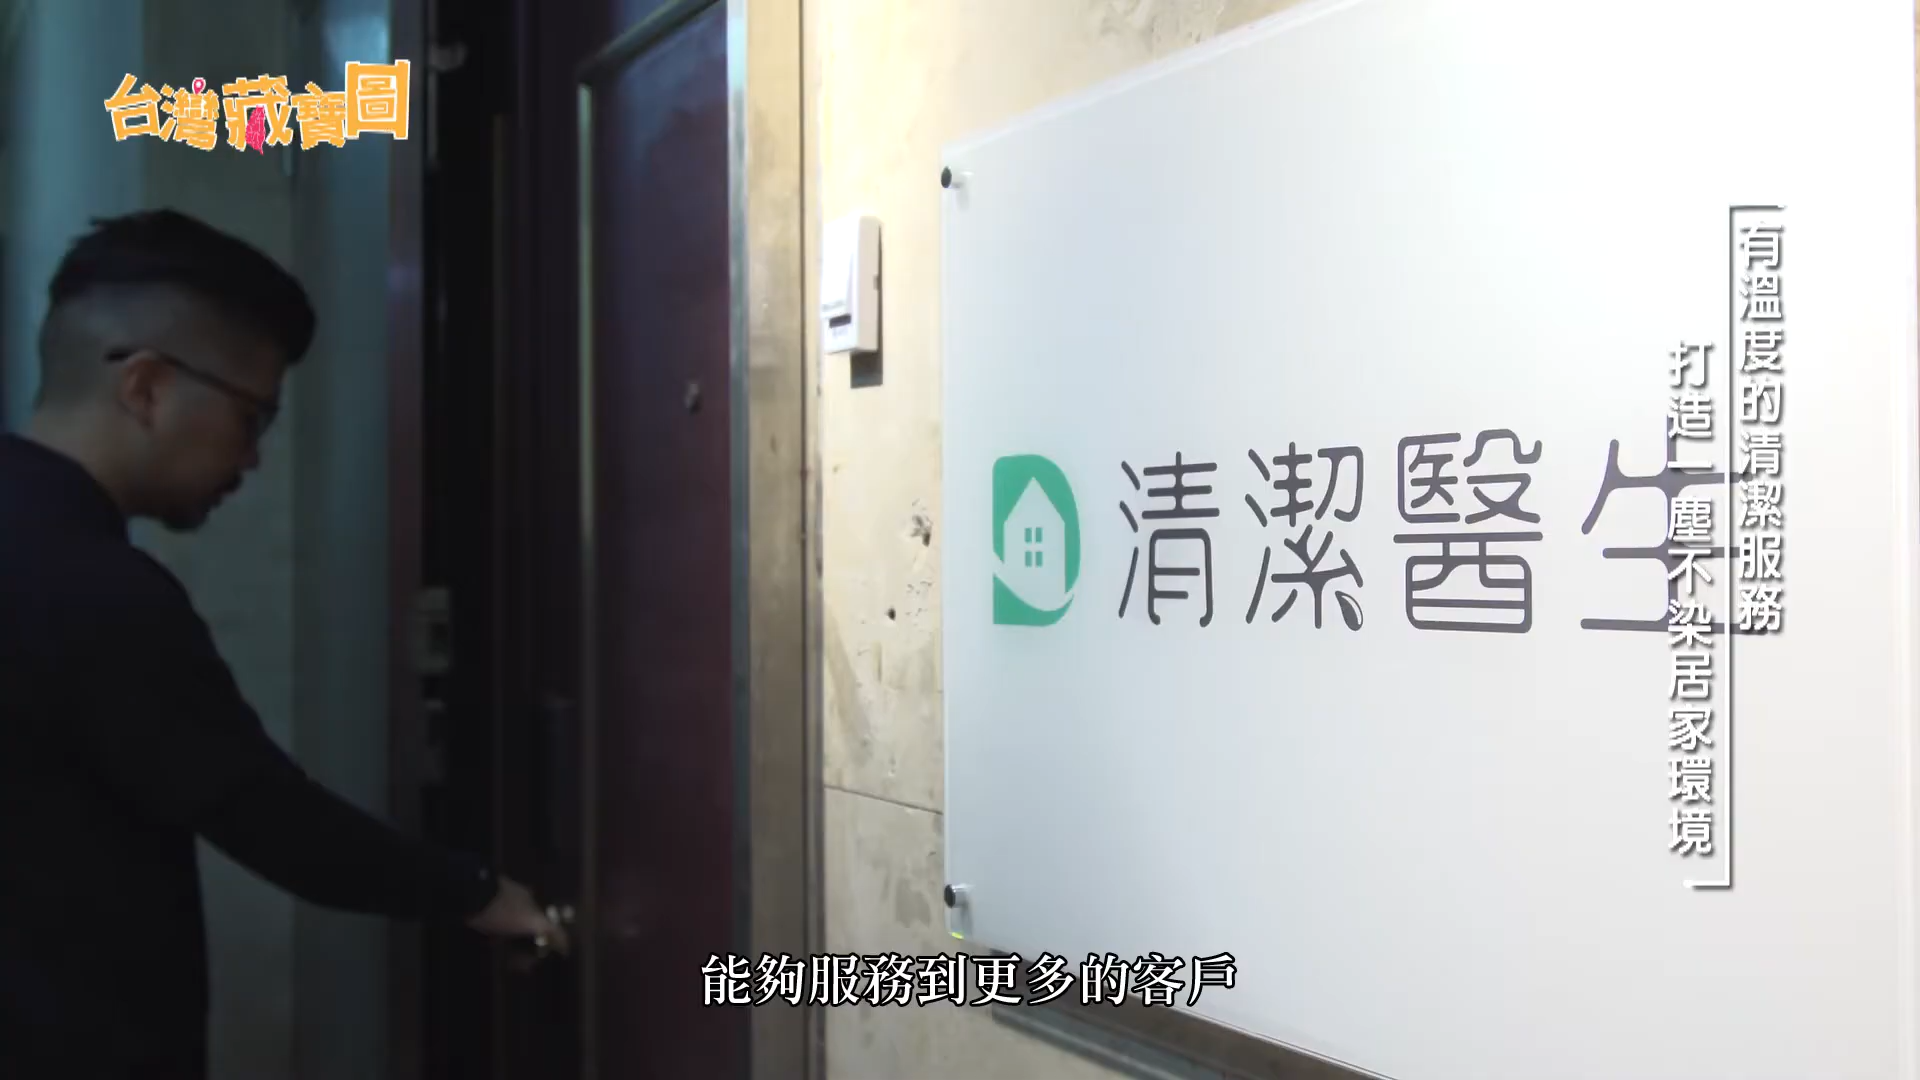 台灣藏寶圖
有溫度的清潔服務
打造一塵不染居家環境
清潔醫生
能夠服務到更多的客戶